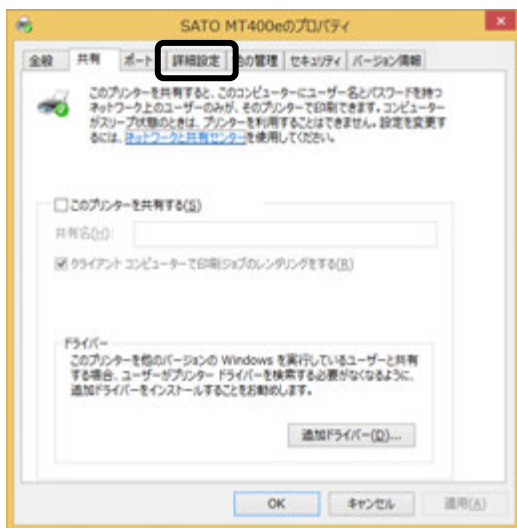 SATO MT400eのプロパティ
全般 共有 ポート 詳細設定 色の管理 セキュリティ バージョン情報
このプリンターを共有すると、このコンピューターにユーザー名とパスワードを持つ
ネットワーク上のユーザーのみが、そのプリンターで印刷できます。コンピューター
がスリープ状態のときは、プリンターを利用することはできません。設定を変更す
るには、ネットワークと共有センターを使用してください。
このプリンターを共有する(S)
共有名(H):
クライアント コンピューターで印刷ジョブのレンダリングをする(R)
ドライバー
このプリンターを他のバージョンの Windows を実行しているユーザーと共有
する場合、ユーザーがプリンター ドライバーを検索する必要がなくなるように、
追加ドライバーをインストールすることをお勧めします。
追加ドライバー(D)...
OK キャンセル 適用(A)